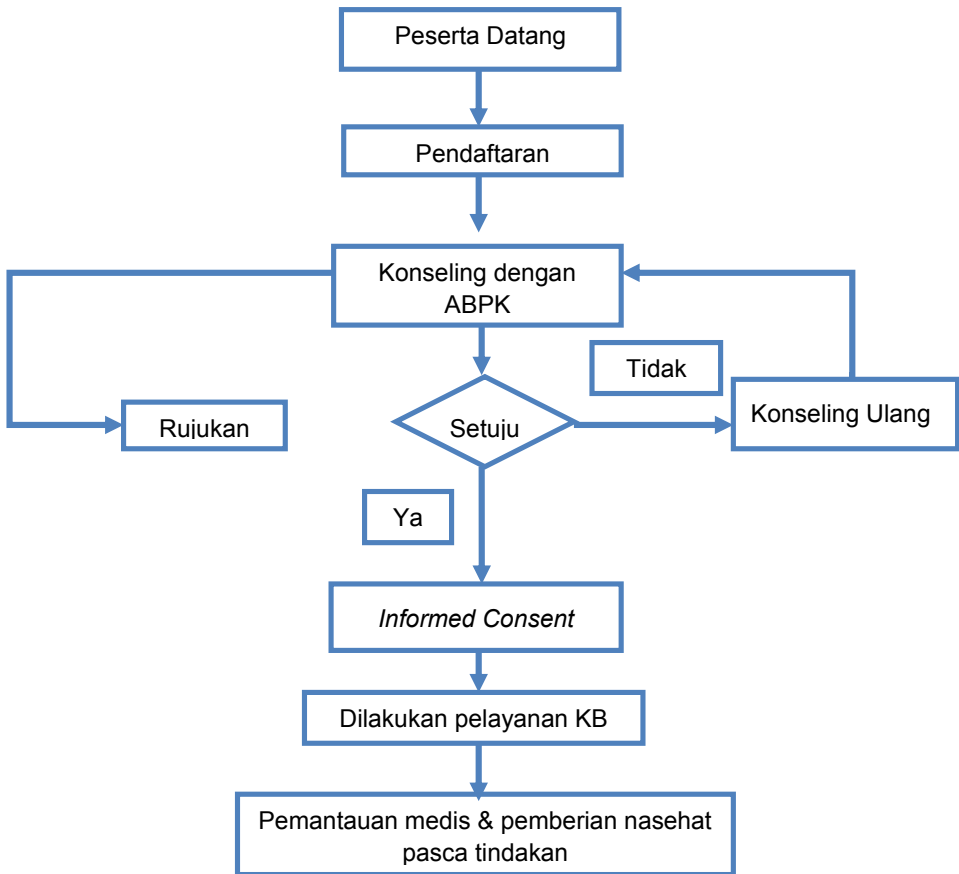 Peserta Datang
Pendaftaran
Konseling dengan
ABPK
Tidak
Rujukan
Setuju
Konseling Ulang
Ya
Informed Consent
Dilakukan pelayanan KB
Pemantauan medis & pemberian nasehat
pasca tindakan